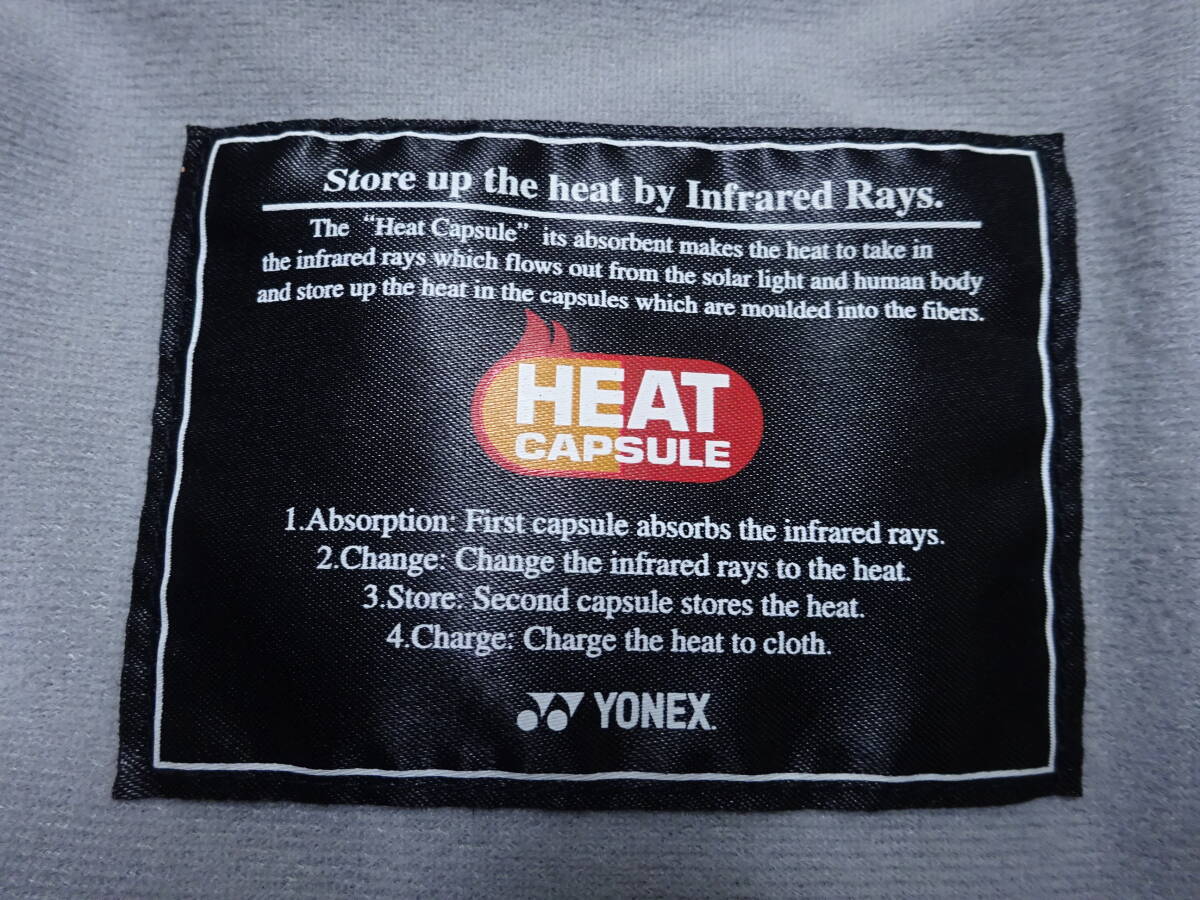 Store up the heat by Infrared Rays.
The "Heat Capsule" its absorbent makes the heat to take in
the infrared rays which flows out from the solar light and human body
and store up the heat in the capsules which are moulded into the fibers.
HEAT
CAPSULE
1.Absorption: First capsule absorbs the infrared rays.
2.Change: Change the infrared rays to the heat.
3.Store: Second capsule stores the heat.
4.Charge: Charge the heat to cloth.
YONEX